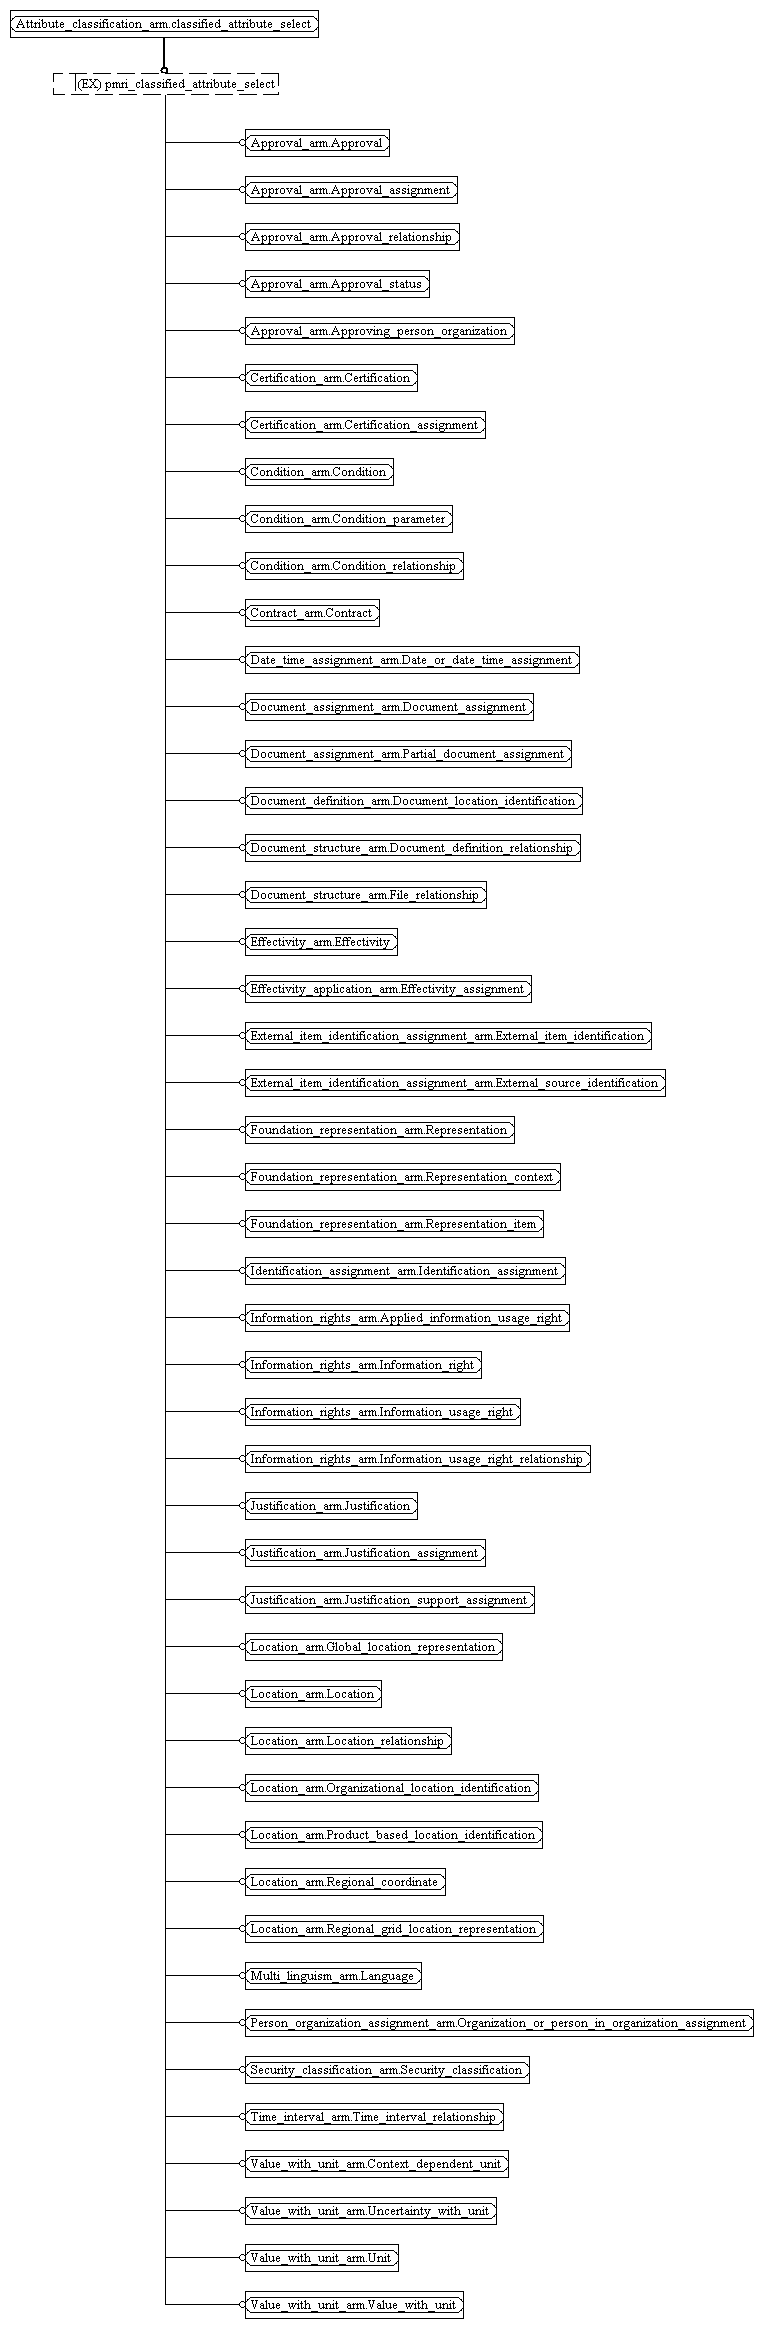 Attribute_classification_arm.classified_attribute_select
(EX) pmri_classified_attribute_select
Approval_arm.Approval
Approval_arm.Approval_assignment
Approval_arm.Approval_relationship
Approval_arm.Approval_status
Approval_arm.Approving_person_organization
Certification_arm.Certification
Certification_arm.Certification_assignment
Condition_arm.Condition
Condition_arm.Condition_parameter
Condition_arm.Condition_relationship
Contract_arm.Contract
Date_time_assignment_arm.Date_or_date_time_assignment
Document_assignment_arm.Document_assignment
Document_assignment_arm.Partial_document_assignment
Document_definition_arm.Document_location_identification
Document_structure_arm.Document_definition_relationship
Document_structure_arm.File_relationship
Effectivity_arm.Effectivity
Effectivity_application_arm.Effectivity_assignment
External_item_identification_assignment_arm.External_item_identification
External_item_identification_assignment_arm.External_source_identification
Foundation_representation_arm.Representation
Foundation_representation_arm.Representation_context
Foundation_representation_arm.Representation_item
Identification_assignment_arm.Identification_assignment
Information_rights_arm.Applied_information_usage_right
Information_rights_arm.Information_right
Information_rights_arm.Information_usage_right
Information_rights_arm.Information_usage_right_relationship
Justification_arm.Justification
Justification_arm.Justification_assignment
Justification_arm.Justification_support_assignment
Location_arm.Global_location_representation
Location_arm.Location
Location_arm.Location_relationship
Location_arm.Organizational_location_identification
Location_arm.Product_based_location_identification
Location_arm.Regional_coordinate
Location_arm.Regional_grid_location_representation
Multi_linguism_arm.Language
Person_organization_assignment_arm.Organization_or_person_in_organization_assignment
Security_classification_arm.Security_classification
Time_interval_arm.Time_interval_relationship
Value_with_unit_arm.Context_dependent_unit
Value_with_unit_arm.Uncertainty_with_unit
Value_with_unit_arm.Unit
Value_with_unit_arm.Value_with_unit